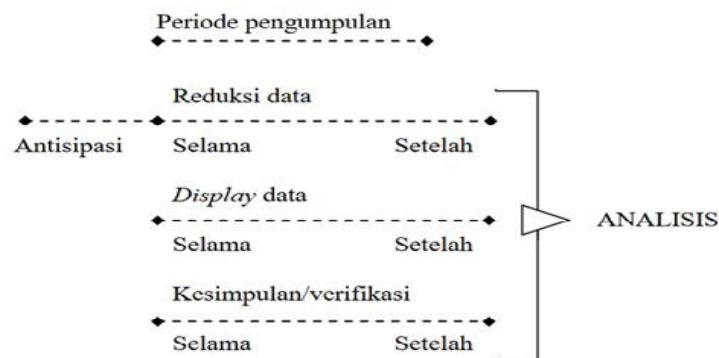 Periode pengumpulan
Reduksi data
Antisipasi Selama Setelah
Display data
Selama Setelah
ANALISIS
Kesimpulan/verifikasi
Selama Setelah